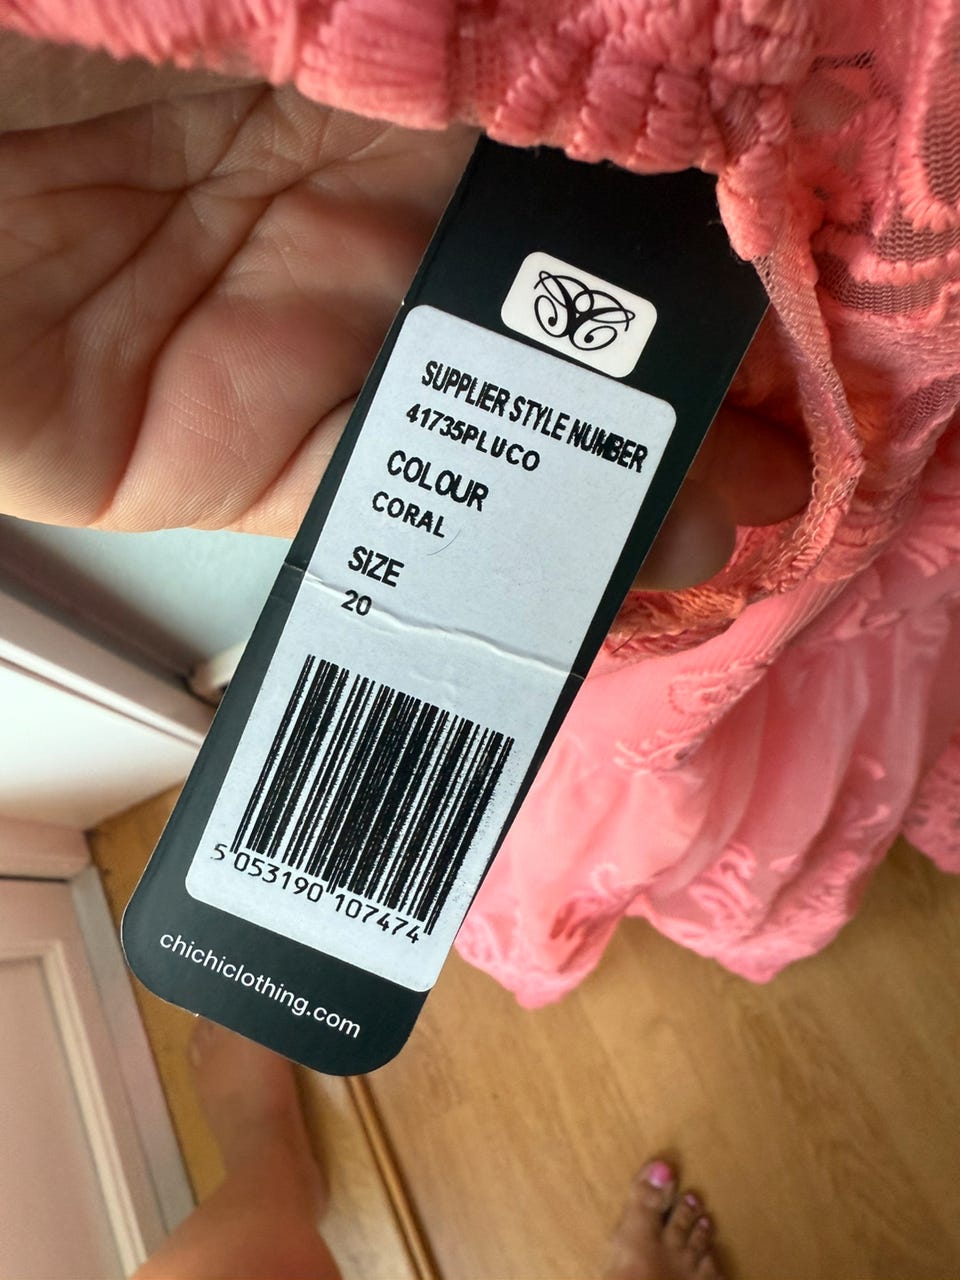 SUPPLIER STYLE NUMBER
41735PLUCO
COLOUR
CORAL
SIZE
20
5 053190 107474
chichiclothing.com